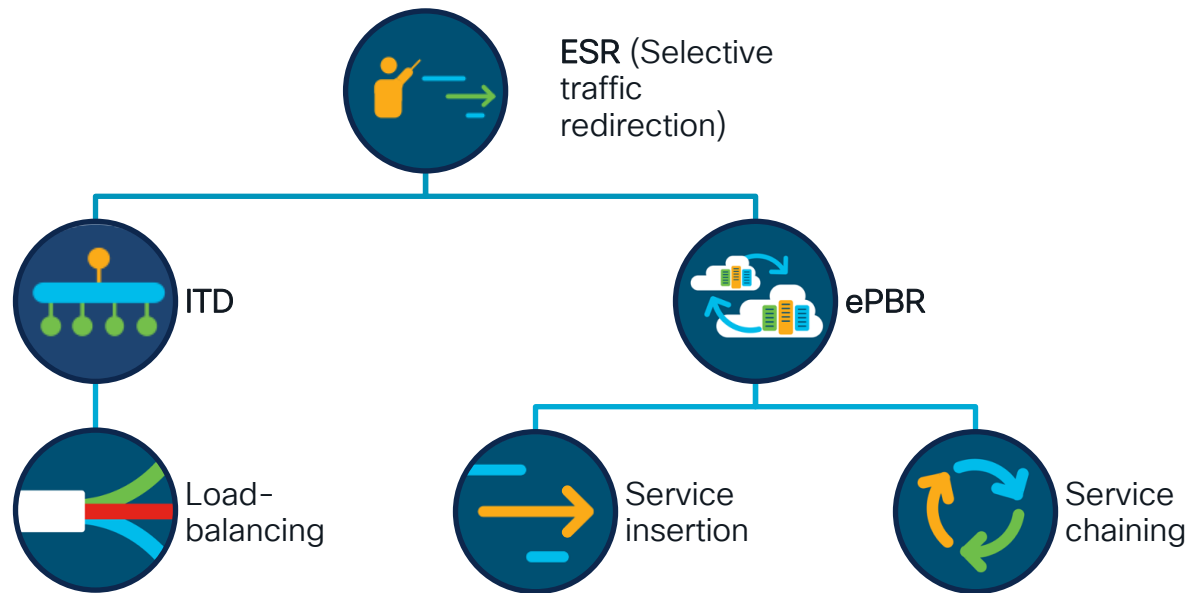 ESR (Selective
traffic
redirection)
ITD
ePBR
Load-
balancing
Service
insertion
Service
chaining